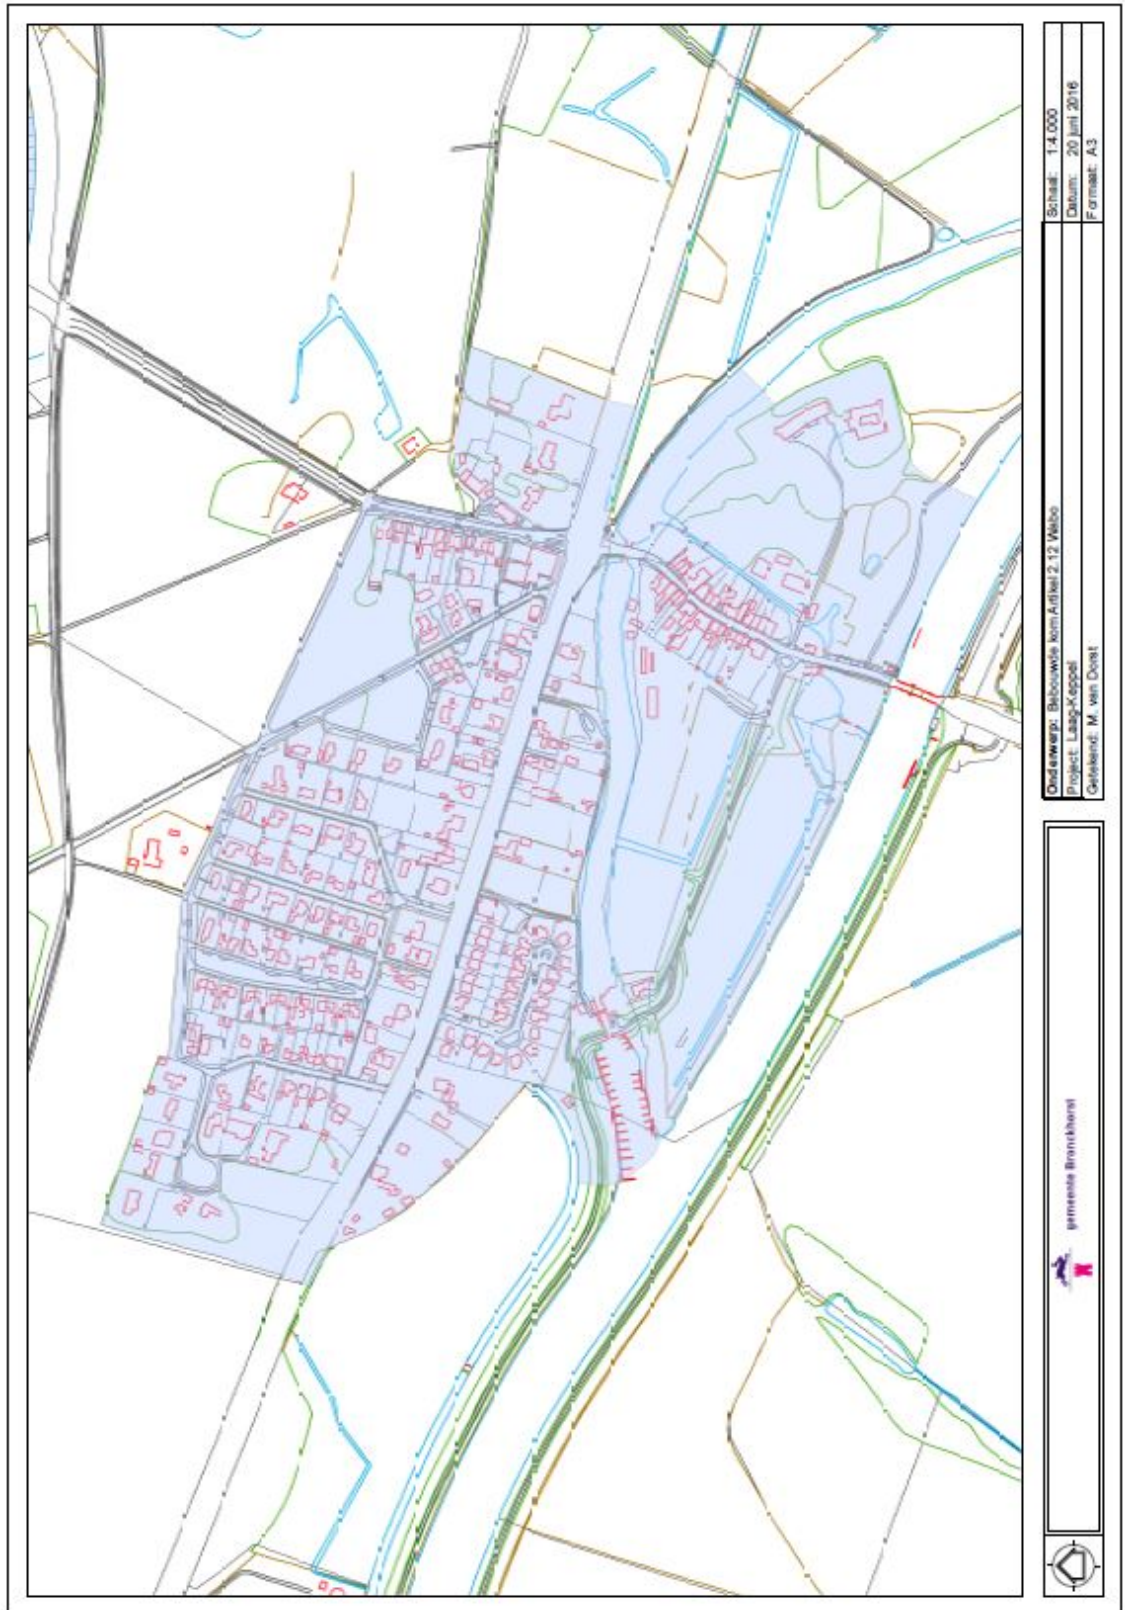 Onderwerp: Bebouwde kom Artikel 2.12 Wabo
Project: Laag-Keppel
Getekend: M. van Dorst
Schaal: 1:4.000
Datum: 20 juni 2016
Formaat: A3
gemeente Bronckhorst